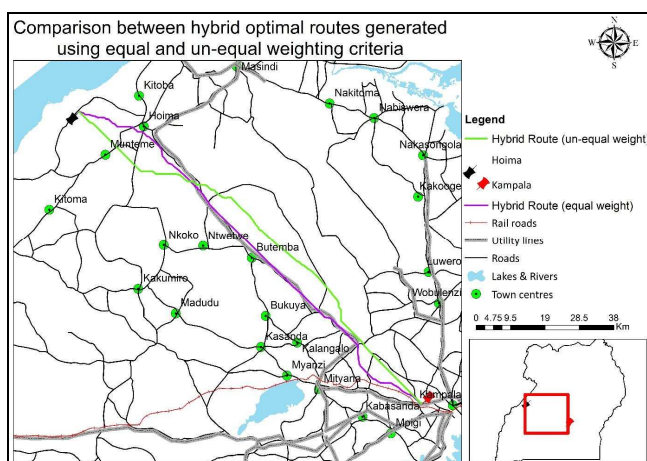 Comparison between hybrid optimal routes generated
using equal and un-equal weighting criteria
N
W E
S
Masindi
Kitoba
Nakitoma
Nabiswera
Hoima
Munteme
Nakasongola
Kakooge
Kitoma
Nkoko
Ntwetwe
Butemba
Luwero
Kakumiro
Wobulenzi
Madudu
Bukuya
Kasanda
Kalangalo
Myanzi
Mityana
Kampala
Kabasanda
Mpigi
Legend
Hybrid Route (un-equal weight)
Hoima
Kampala
Hybrid Route (equal weight)
Rail roads
Utility lines
Roads
Lakes & Rivers
Town centres
0 4.75 9.5 19 28.5 38
Km